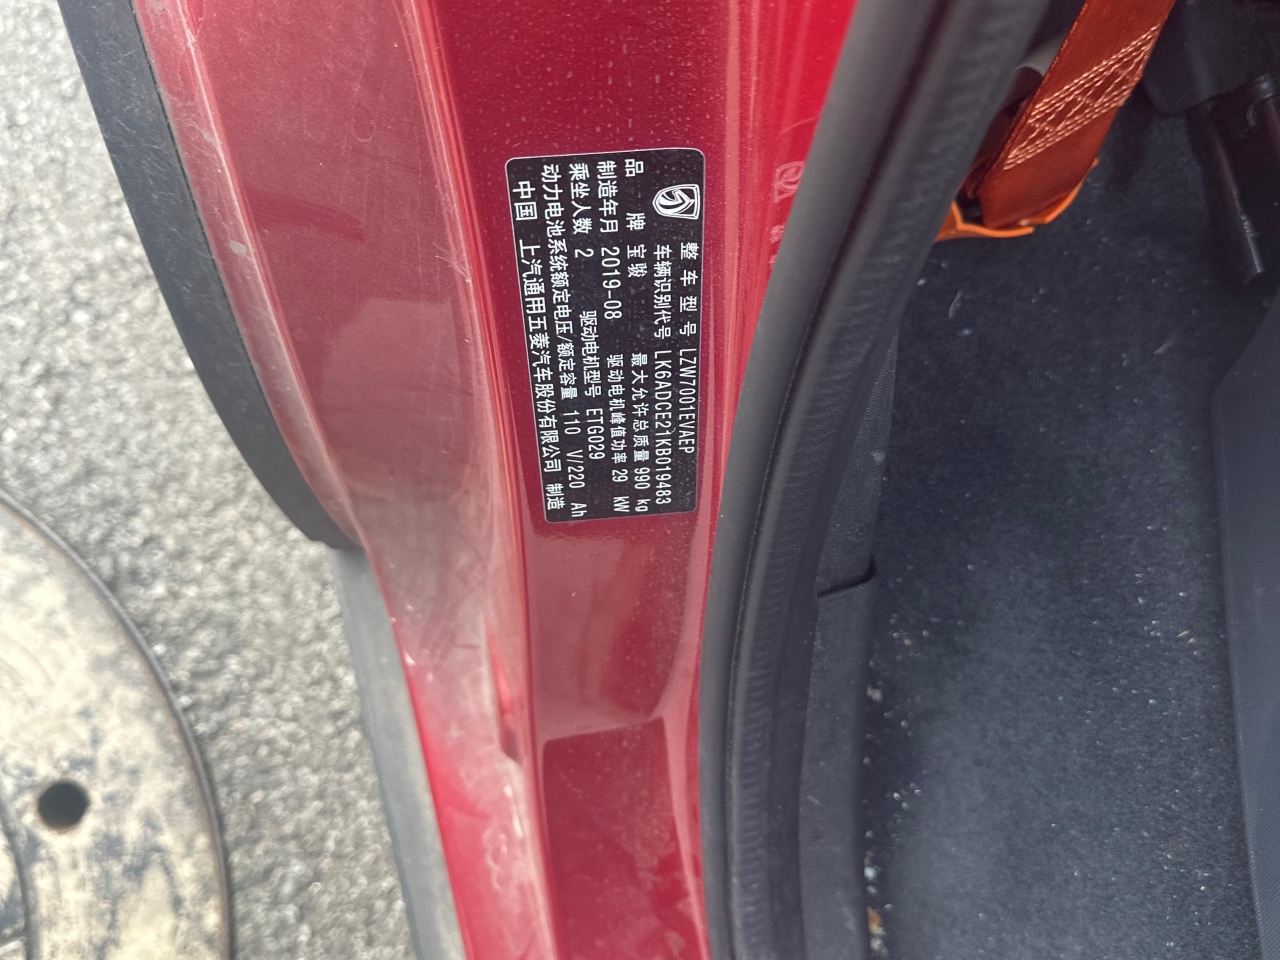 整车型号 LZW7001EVAEP
车辆识别代号 LK6ADCE21KB019483
品牌 宝骏 最大允许总质量 990 kg
制造年月 2019-08 驱动电机峰值功率 29 kW
乘坐人数 2 驱动电机型号 ETG029
动力电池系统额定电压/额定容量 110 V/220 Ah
中国 上汽通用五菱汽车股份有限公司 制造